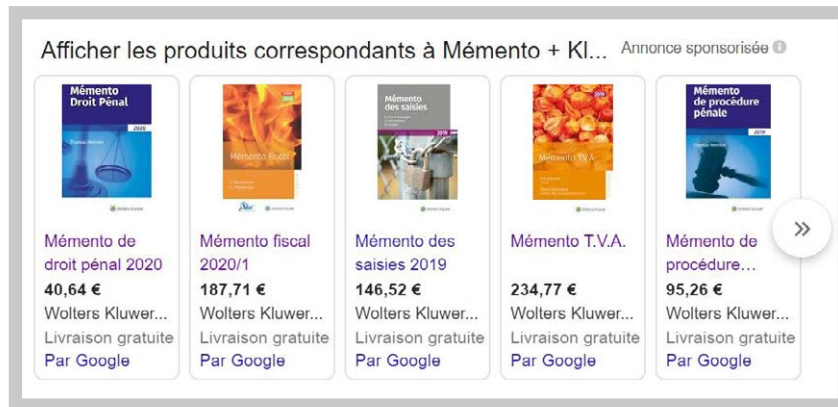 Afficher les produits correspondants à Mémento + Kl... Annonce sponsorisée
Mémento
Droit Pénal
2020
Mémento Fiscal
Mémento
des saisies
2019
2019
Mémento T.V.A.
Mémento
de procédure
pénale
2019
Mémento de
droit pénal 2020
40,64 €
Wolters Kluwer...
Livraison gratuite
Par Google
Mémento fiscal
2020/1
187,71 €
Wolters Kluwer...
Livraison gratuite
Par Google
Mémento des
saisies 2019
146,52 €
Wolters Kluwer...
Livraison gratuite
Par Google
Mémento T.V.A.
234,77 €
Wolters Kluwer...
Livraison gratuite
Par Google
Mémento de
procédure...
95,26 €
Wolters Kluwer...
Livraison gratuite
Par Google